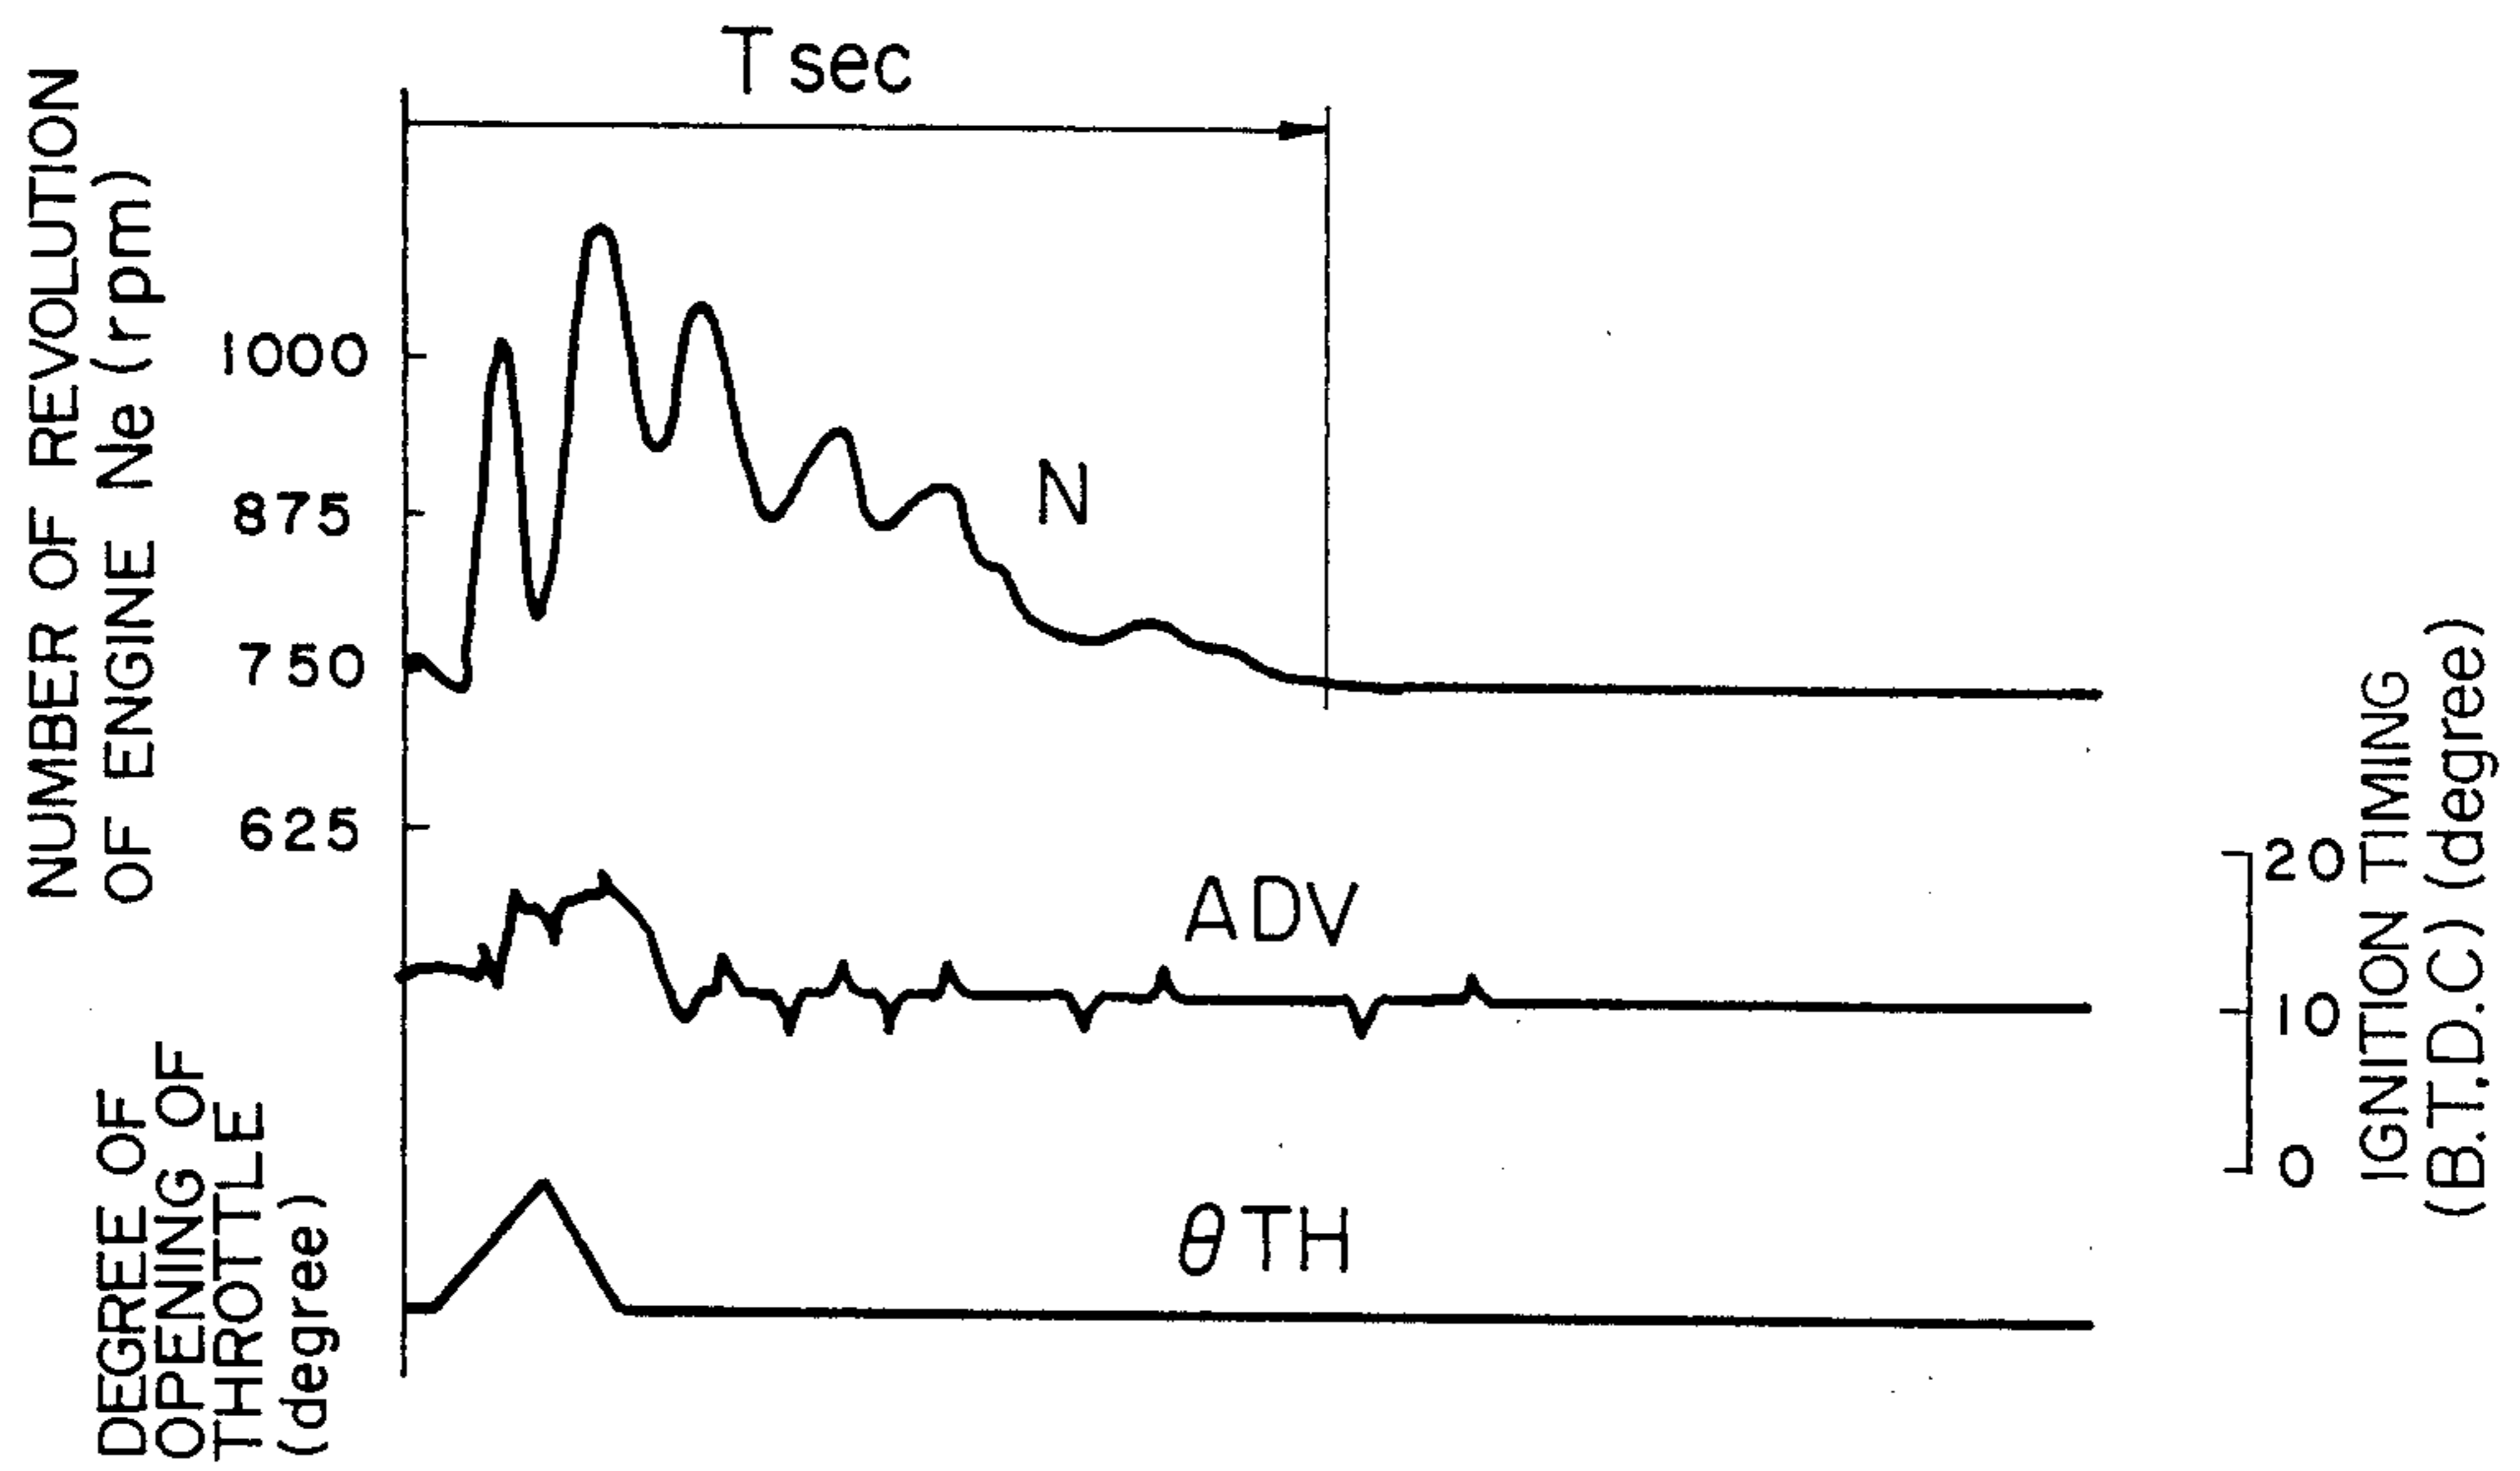 T sec
NUMBER OF REVOLUTION
OF ENGINE Ne (rpm)
1000
875
750
625
N
ADV
20
10
0
IGNITION TIMING
(B.T.D.C) (degree)
DEGREE OF
OPENING OF
THROTTLE
(degree)
θTH